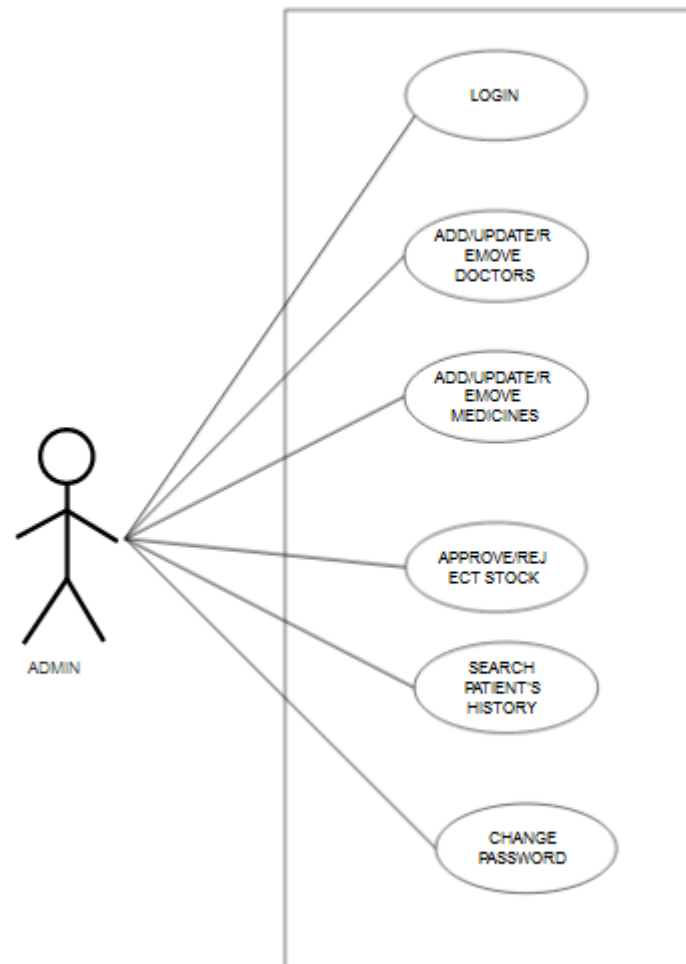 LOGIN
ADD/UPDATE/R
EMOVE
DOCTORS
ADD/UPDATE/R
EMOVE
MEDICINES
APPROVE/REJ
ECT STOCK
SEARCH
PATIENT'S
HISTORY
ADMIN
CHANGE
PASSWORD